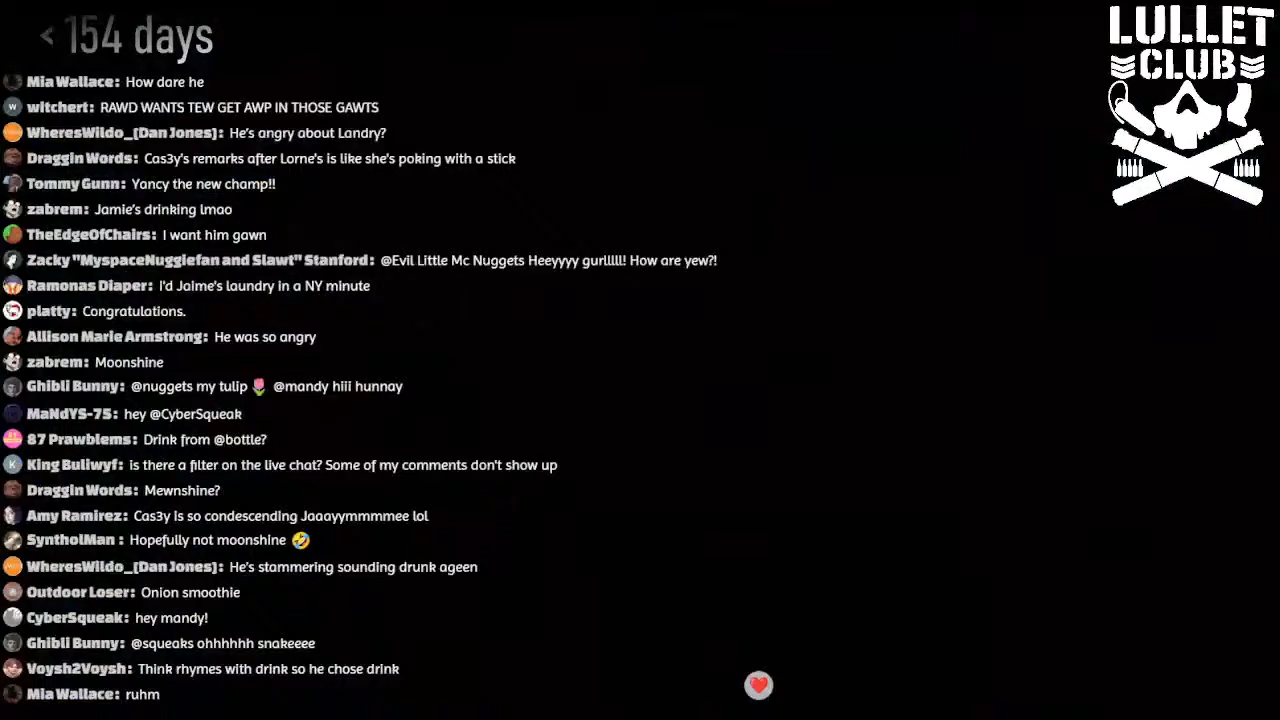 < 154 days
LULLET
CLUB
Mia Wallace: How dare he
W witchert: RAWD WANTS TEW GET AWP IN THOSE GAWTS
WheresWildo_[Dan Jones]: He's angry about Landry?
Draggin Words: Cas3y's remarks after Lorne's is like she's poking with a stick
Tommy Gunn: Yancy the new champ!!
zabrem: Jamie's drinking lmao
TheEdgeOfChairs: I want him gawn
Zacky "MyspaceNuggiefan and Slawt" Stanford: @Evil Little Mc Nuggets Heeyyyy gurlllll! How are yew?!
Ramonas Diaper: I'd Jaime's laundry in a NY minute
platty: Congratulations.
Allison Marie Armstrong: He was so angry
zabrem: Moonshine
Ghibli Bunny: @nuggets my tulip 🌷 @mandy hiii hunnay
MaNdYS-75: hey @CyberSqueak
87 Prawblems: Drink from @bottle?
K King Buliwyf: is there a filter on the live chat? Some of my comments don't show up
Draggin Words: Mewnshine?
Amy Ramirez: Cas3y is so condescending Jaaayymmmmee lol
SyntholMan: Hopefully not moonshine 🤣
WheresWildo_[Dan Jones]: He's stammering sounding drunk ageen
Outdoor Loser: Onion smoothie
CyberSqueak: hey mandy!
Ghibli Bunny: @squeaks ohhhhhh snakeeee
Voysh2Voysh: Think rhymes with drink so he chose drink
Mia Wallace: ruhm